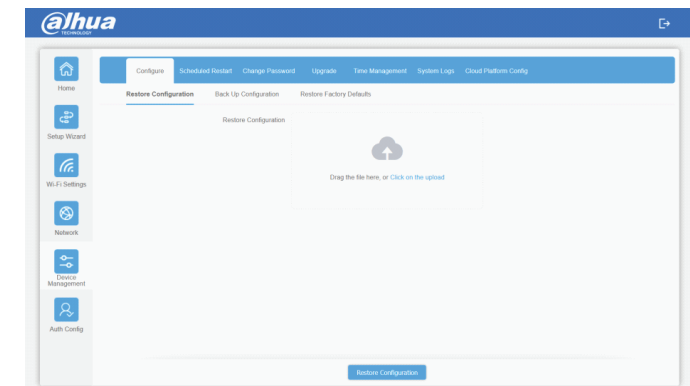 alhua
TECHNOLOGY
Configure Scheduled Restart Change Password Upgrade Time Management System Logs Cloud Platform Config
Home
Restore Configuration Back Up Configuration Restore Factory Defaults
Restore Configuration
Setup Wizard
Drag the file here, or Click on the upload
Wi-Fi Settings
Network
Device
Management
Auth Config
Restore Configuration